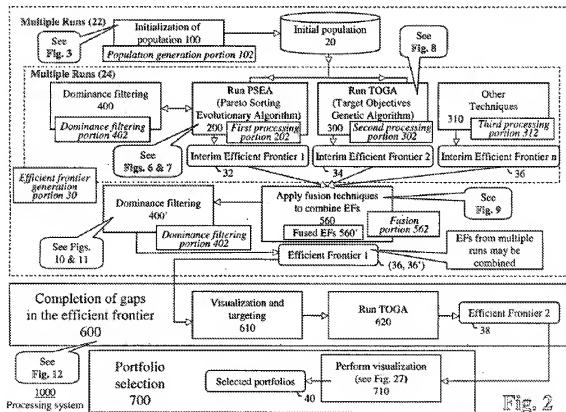 Multiple Runs (22)
See
Fig. 3
Initialization of
population 100
Population generation portion 102
Initial population
20
See
Fig. 8
Multiple Runs (24)
Dominance filtering
400
Dominance filtering
portion 402
Run PSEA
(Pareto Sorting
Evolutionary Algorithm)
200
First processing
portion 202
Run TOGA
(Target Objectives
Genetic Algorithm)
300
Second processing
portion 302
Other
Techniques
310
Third processing
portion 312
See
Figs. 6 & 7
Interim Efficient Frontier 1
32
Interim Efficient Frontier 2
34
Interim Efficient Frontier n
36
Efficient frontier
generation
portion 30
Dominance filtering
400'
Dominance filtering
portion 402
Apply fusion techniques
to combine EFs
560
Fused EFs 560'
Fusion
portion 562
See
Fig. 9
See Figs.
10 & 11
Efficient Frontier 1
(36, 36')
EFs from multiple
runs may be
combined
Completion of gaps
in the efficient frontier
600
Visualization and
targeting
610
Run TOGA
620
Efficient Frontier 2
38
See
Fig. 12
1000
Processing system
Portfolio
selection
700
Selected portfolios
40
Perform visualization
(see Fig. 27)
710
Fig. 2